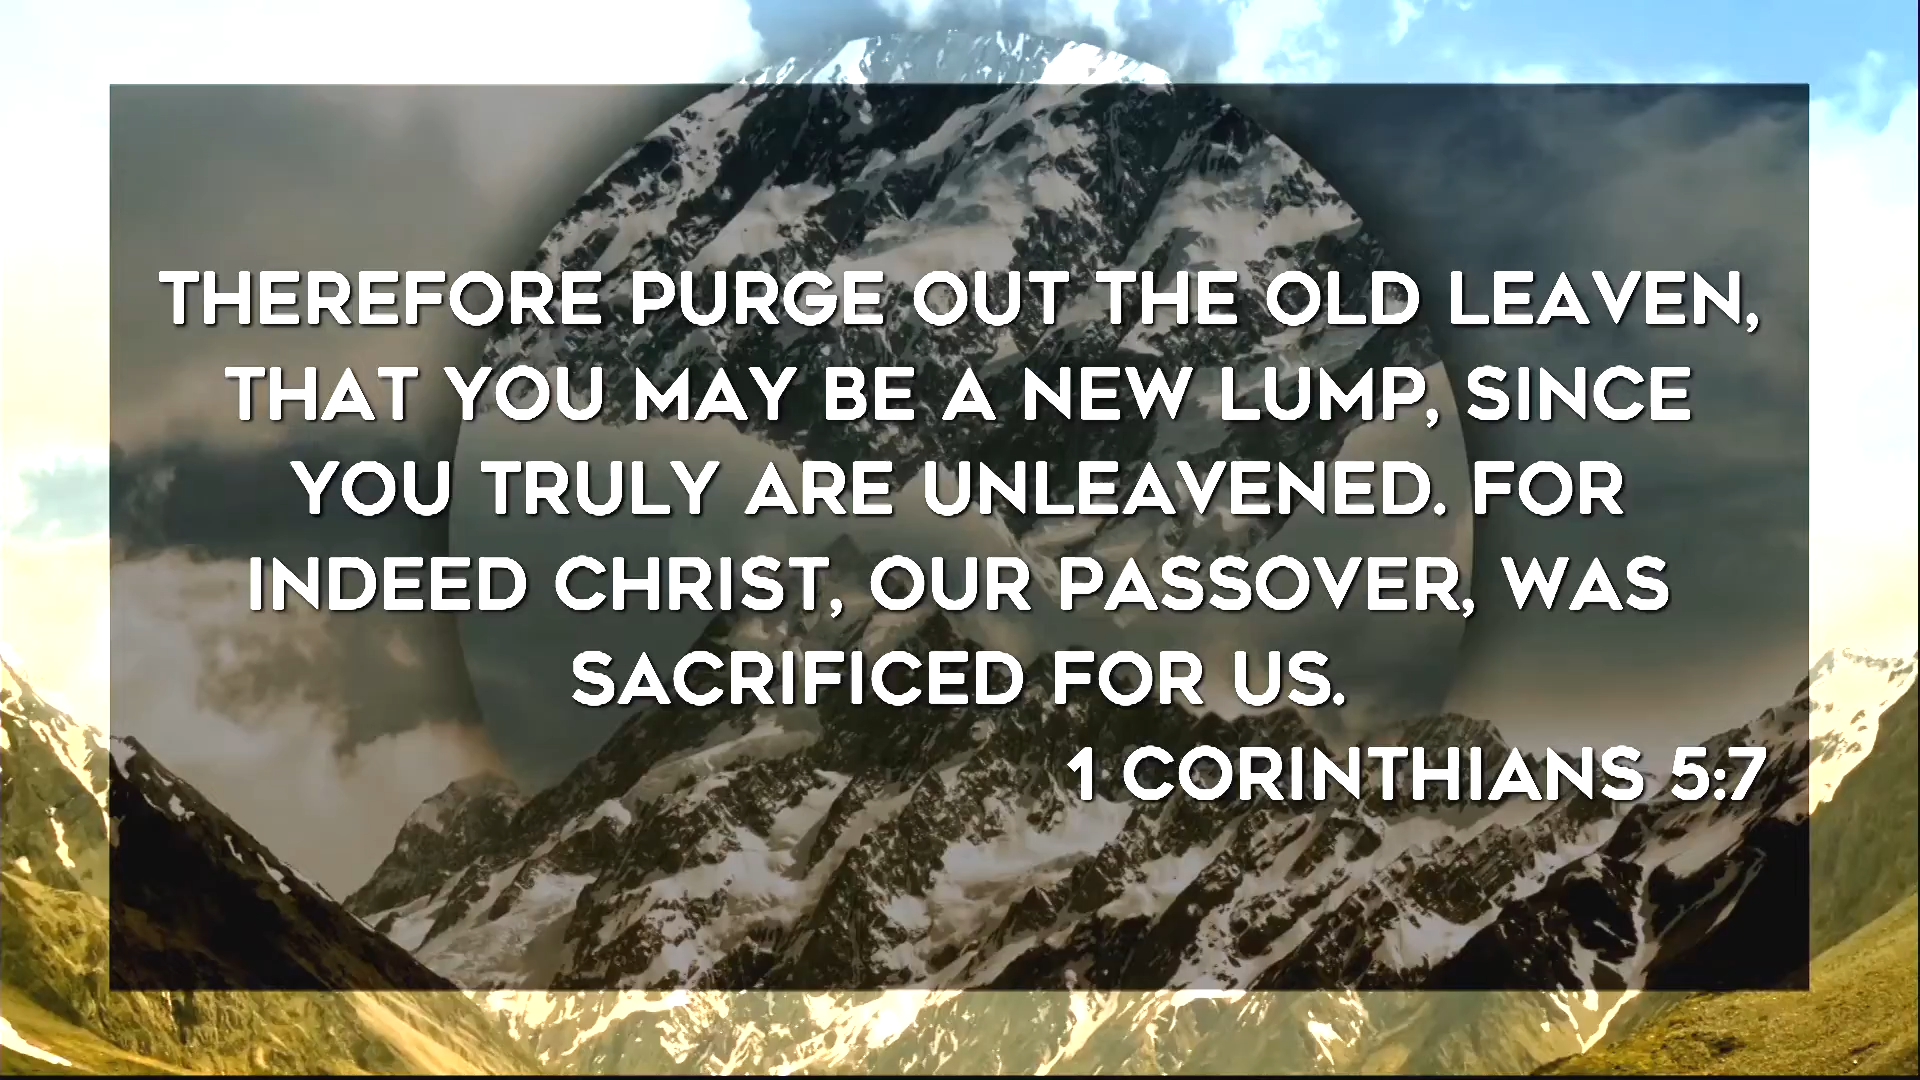 THEREFORE PURGE OUT THE OLD LEAVEN,
THAT YOU MAY BE A NEW LUMP, SINCE
YOU TRULY ARE UNLEAVENED. FOR
INDEED CHRIST, OUR PASSOVER, WAS
SACRIFICED FOR US.
1 CORINTHIANS 5:7